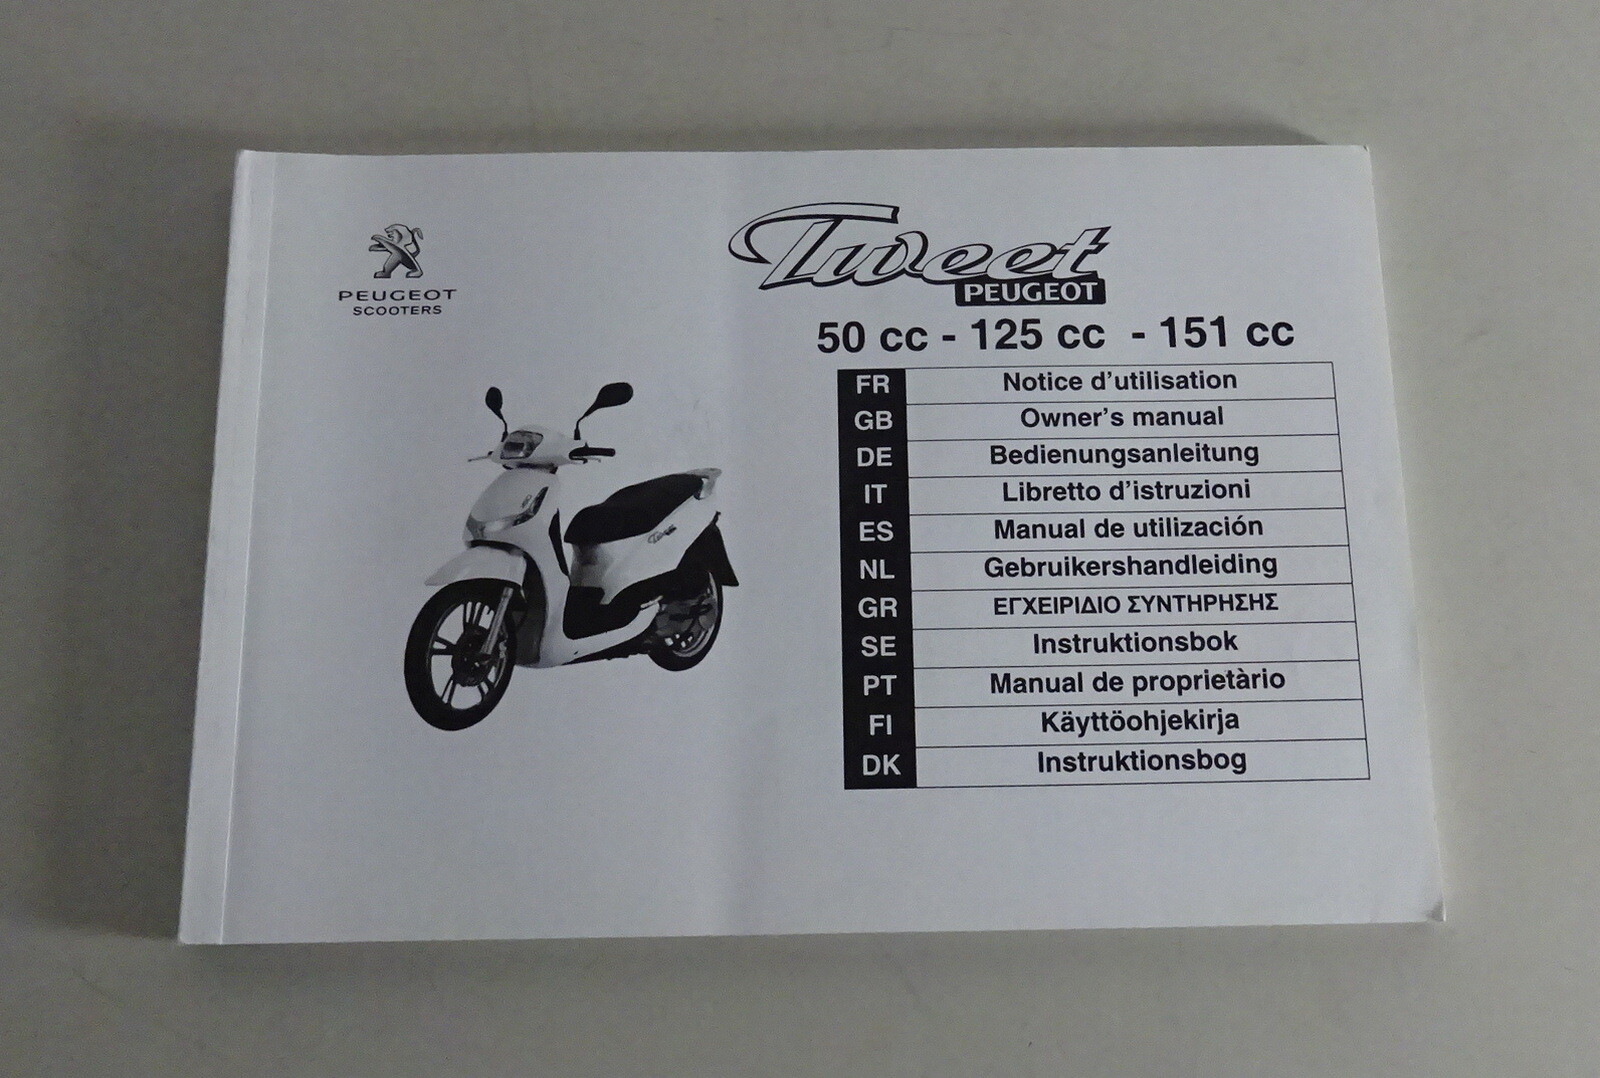 PEUGEOT
SCOOTERS
Tweet
PEUGEOT
50 cc - 125 cc - 151 cc
FR Notice d'utilisation
GB Owner's manual
DE Bedienungsanleitung
IT Libretto d'istruzioni
ES Manual de utilización
NL Gebruikershandleiding
GR ΕΓΧΕΙΡΙΔΙΟ ΣΥΝΤΗΡΗΣΗΣ
SE Instruktionsbok
PT Manual de proprietàrio
FI Käyttöohjekirja
DK Instruktionsbog
Tweet